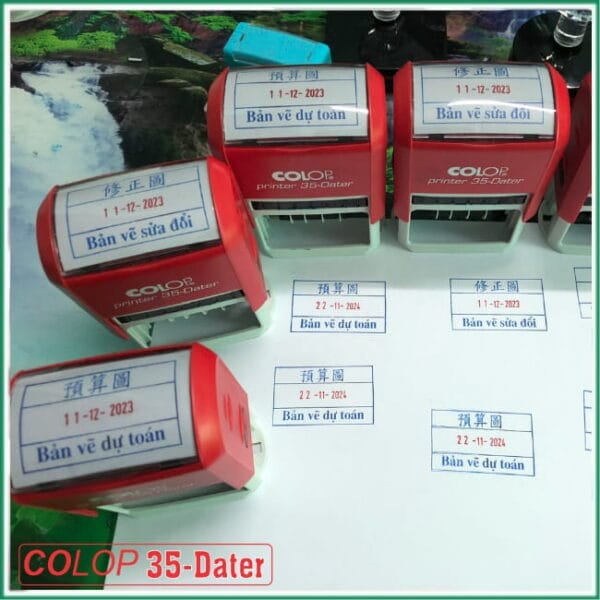 預算圖
11-12-2023
Bản vẽ dự toán
COLOP
printer 35-Dater
修正圖
11-12-2023
Bản vẽ sửa đổi
COLOP
printer 35-Dater
修正圖
11-12-2023
Bản vẽ sửa đổi
COLOP
printer 35-Dater
預算圖
11-12-2023
Bản vẽ dự toán
預算圖
22-11-2024
Bản vẽ dự toán
修正圖
11-12-2023
Bản vẽ sửa đổi
預算圖
22-11-2024
Bản vẽ dự toán
預算圖
22-11-2024
Bản vẽ dự toán
COLOP 35-Dater